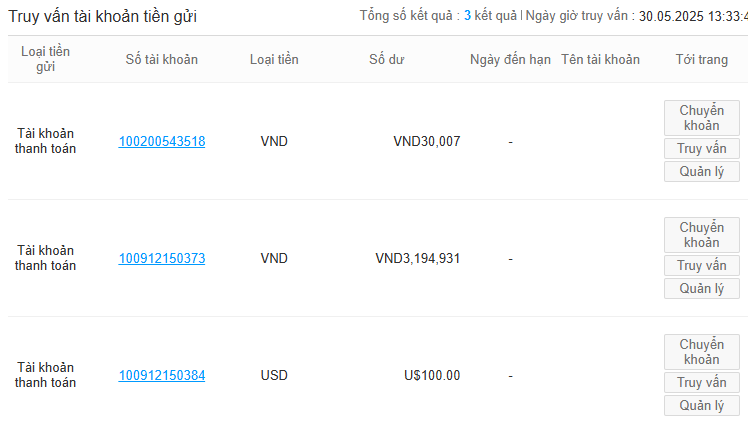 Truy vấn tài khoản tiền gửi
Tổng số kết quả : 3 kết quả | Ngày giờ truy vấn : 30.05.2025 13:33:4
Loại tiền gửi Số tài khoản Loại tiền Số dư Ngày đến hạn Tên tài khoản Tới trang
Tài khoản thanh toán 100200543518 VND VND30,007 -
Chuyển khoản
Truy vấn
Quản lý
Tài khoản thanh toán 100912150373 VND VND3,194,931 -
Chuyển khoản
Truy vấn
Quản lý
Tài khoản thanh toán 100912150384 USD U$100.00 -
Chuyển khoản
Truy vấn
Quản lý